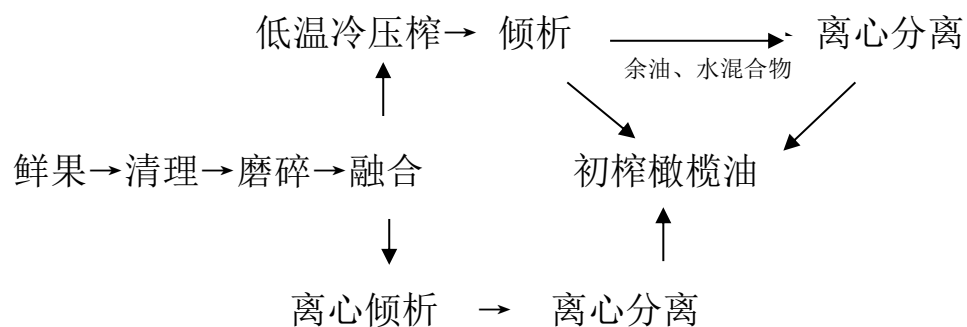 低温冷压榨→ 倾析 离心分离
余油、水混合物
鲜果→清理→磨碎→融合 初榨橄榄油
离心倾析 → 离心分离